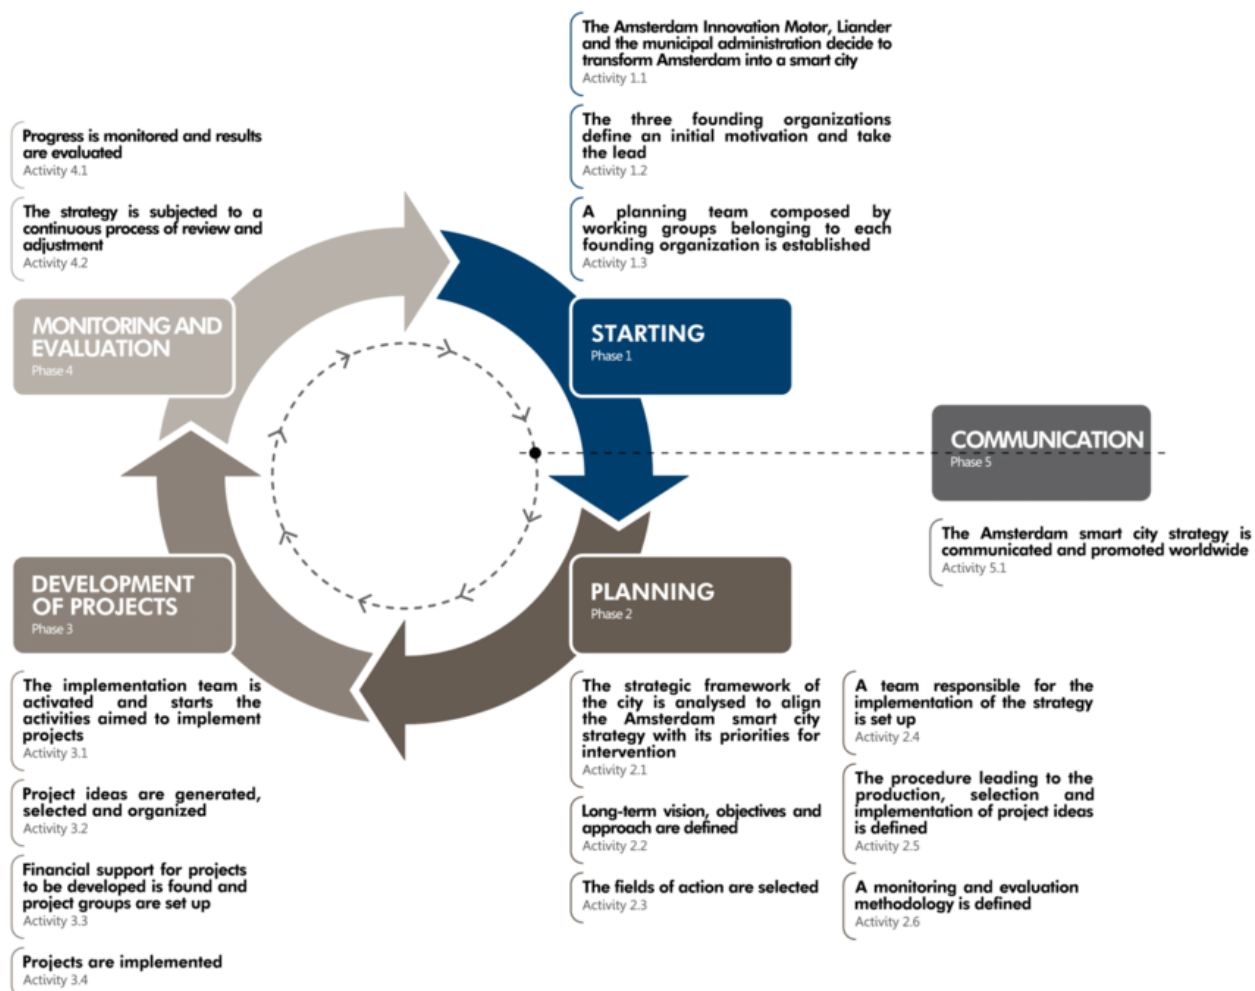 The Amsterdam Innovation Motor, Liander
and the municipal administration decide to
transform Amsterdam into a smart city
Activity 1.1
The three founding organizations
define an initial motivation and take
the lead
Activity 1.2
A planning team composed by
working groups belonging to each
founding organization is established
Activity 1.3
Progress is monitored and results
are evaluated
Activity 4.1
The strategy is subjected to a
continuous process of review and
adjustment
Activity 4.2
MONITORING AND
EVALUATION
Phase 4
STARTING
Phase 1
COMMUNICATION
Phase 5
The Amsterdam smart city strategy is
communicated and promoted worldwide
Activity 5.1
DEVELOPMENT
OF PROJECTS
Phase 3
PLANNING
Phase 2
The implementation team is
activated and starts the
activities aimed to implement
projects
Activity 3.1
Project ideas are generated,
selected and organized
Activity 3.2
Financial support for projects
to be developed is found and
project groups are set up
Activity 3.3
Projects are implemented
Activity 3.4
The strategic framework of
the city is analysed to align
the Amsterdam smart city
strategy with its priorities for
intervention
Activity 2.1
Long-term vision, objectives and
approach are defined
Activity 2.2
The fields of action are selected
Activity 2.3
A team responsible for the
implementation of the strategy
is set up
Activity 2.4
The procedure leading to the
production, selection and
implementation of project ideas
is defined
Activity 2.5
A monitoring and evaluation
methodology is defined
Activity 2.6